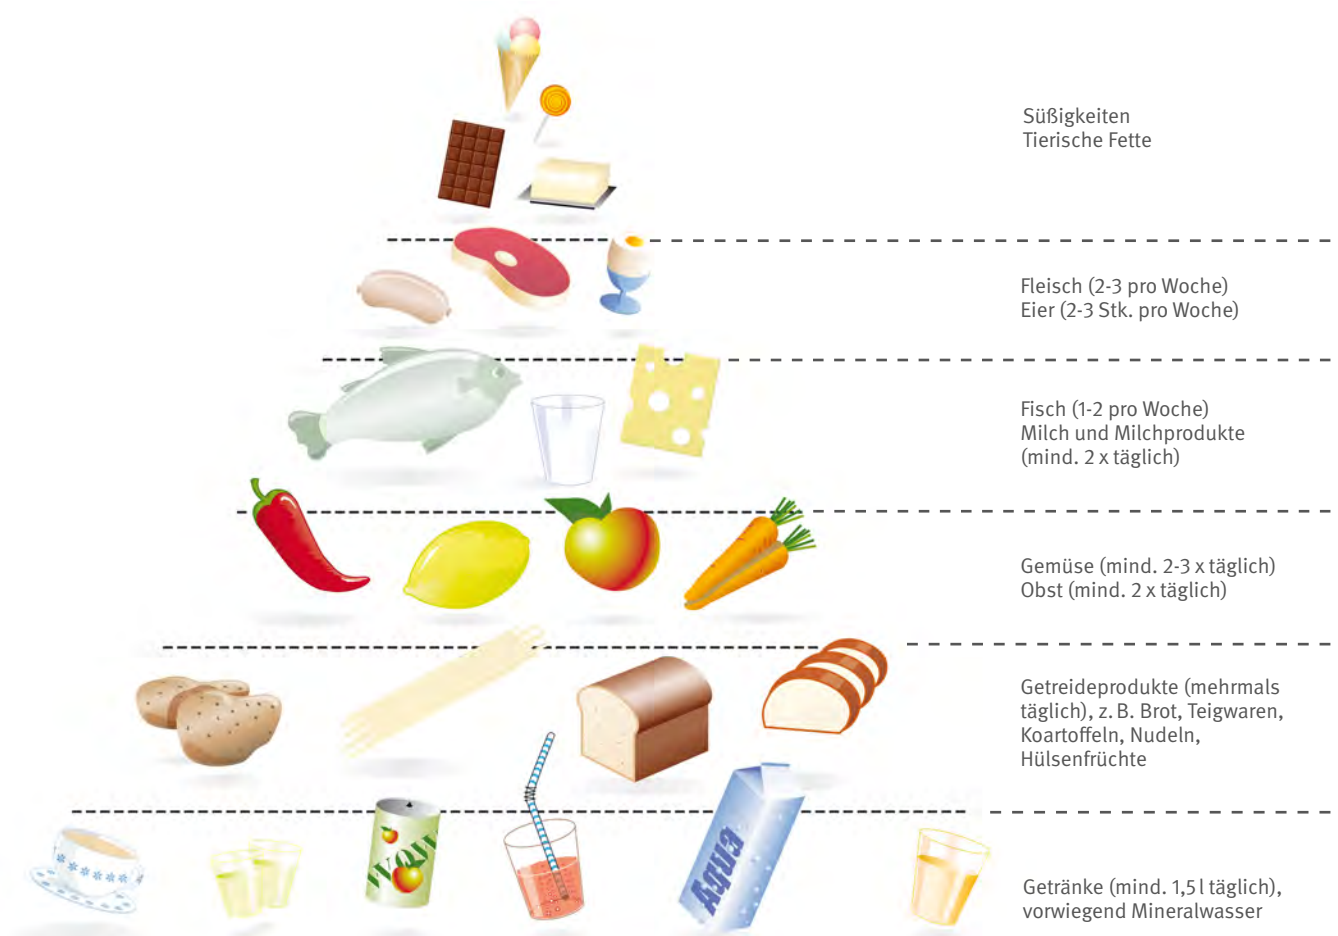 Süßigkeiten
Tierische Fette
Fleisch (2-3 pro Woche)
Eier (2-3 Stk. pro Woche)
Fisch (1-2 pro Woche)
Milch und Milchprodukte
(mind. 2 x täglich)
Gemüse (mind. 2-3 x täglich)
Obst (mind. 2 x täglich)
Getreideprodukte (mehrmals
täglich), z. B. Brot, Teigwaren,
Koartoffeln, Nudeln,
Hülsenfrüchte
WOW
Getränke (mind. 1,5 l täglich),
vorwiegend Mineralwasser